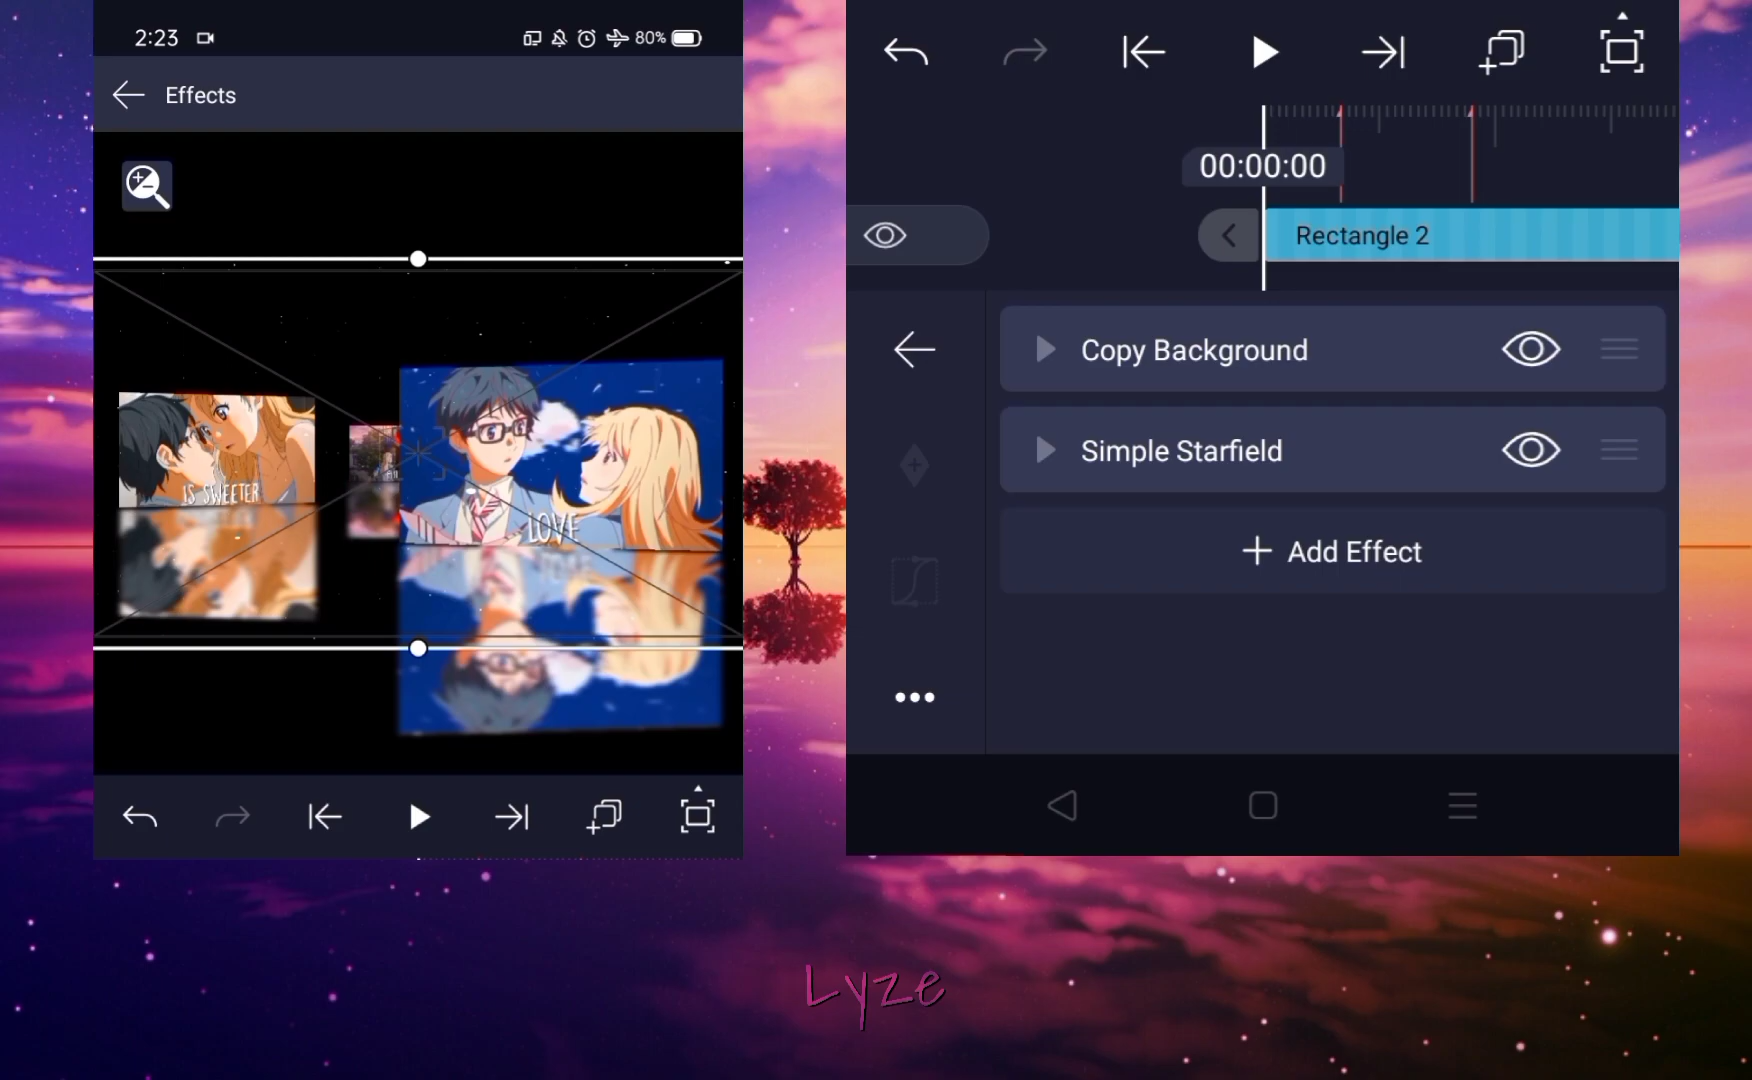 2:23
80%
Effects
IS SWEETER
LOVE
00:00:00
Rectangle 2
Copy Background
Simple Starfield
+ Add Effect
Lyze